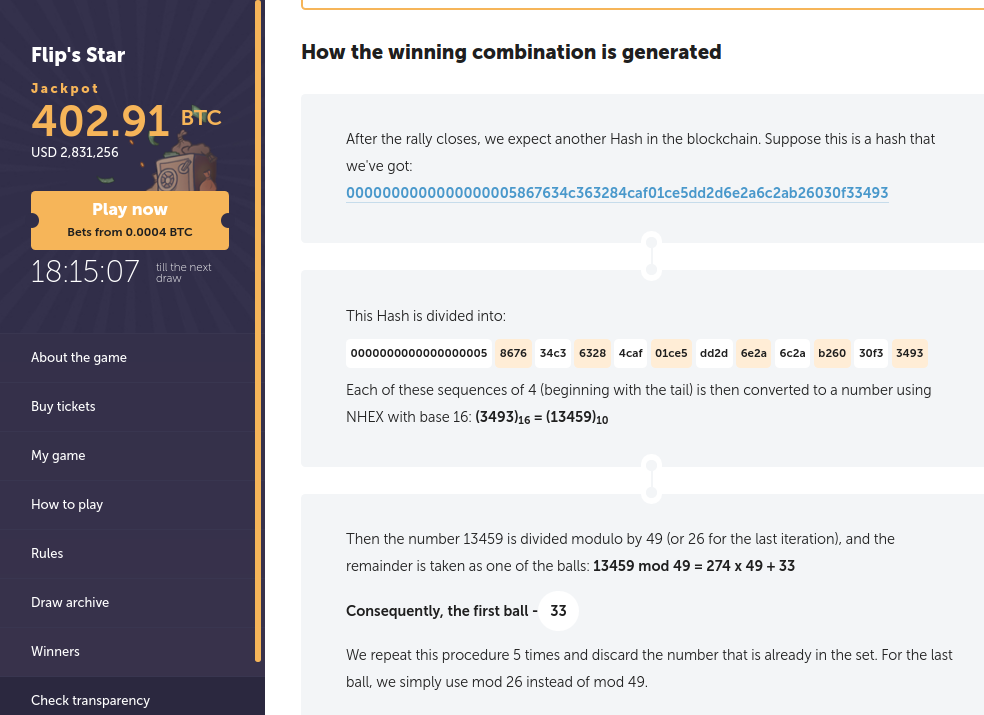 Flip's Star
Jackpot
402.91 BTC
USD 2,831,256
Play now
Bets from 0.0004 BTC
18:15:07 till the next
draw
About the game
Buy tickets
My game
How to play
Rules
Draw archive
Winners
Check transparency
How the winning combination is generated
After the rally closes, we expect another Hash in the blockchain. Suppose this is a hash that
we've got:
0000000000000000005867634c363284caf01ce5dd2d6e2a6c2ab26030f33493
This Hash is divided into:
0000000000000000005 8676 34c3 6328 4caf 01ce5 dd2d 6e2a 6c2a b260 30f3 3493
Each of these sequences of 4 (beginning with the tail) is then converted to a number using
NHEX with base 16: (3493)16 = (13459)10
Then the number 13459 is divided modulo by 49 (or 26 for the last iteration), and the
remainder is taken as one of the balls: 13459 mod 49 = 274 x 49 + 33
Consequently, the first ball - 33
We repeat this procedure 5 times and discard the number that is already in the set. For the last
ball, we simply use mod 26 instead of mod 49.